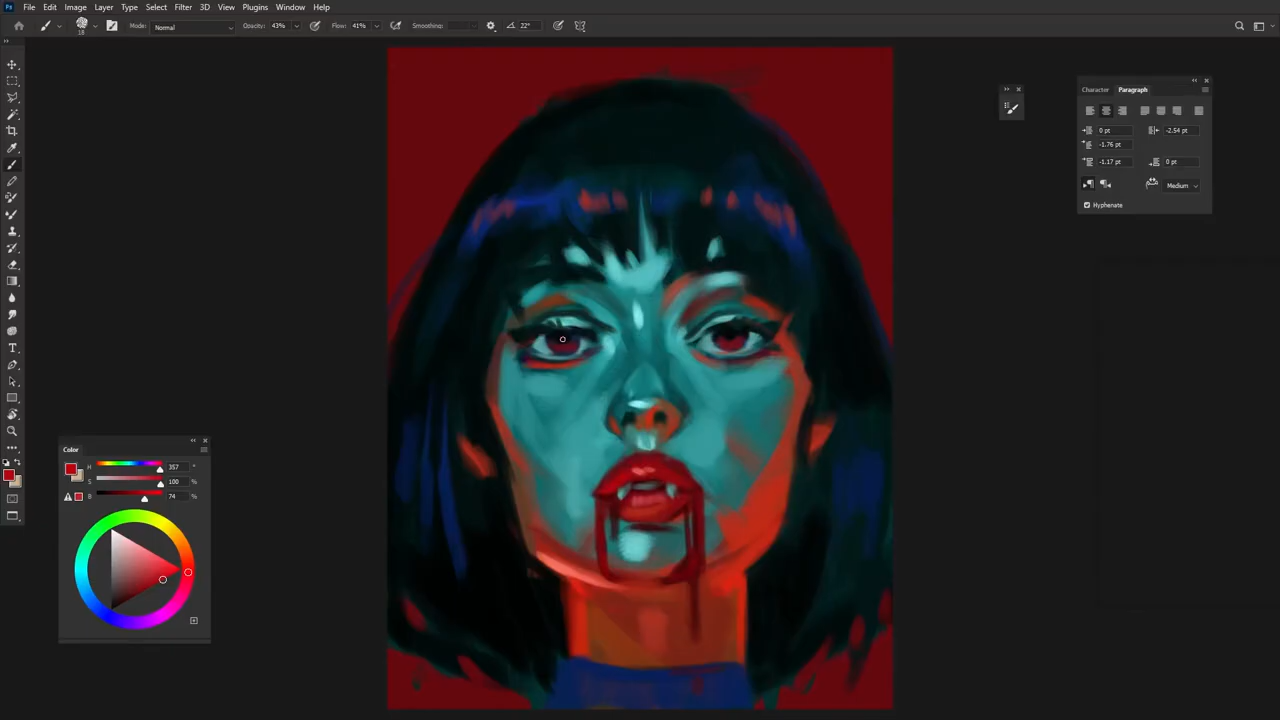 Ps File Edit Image Layer Type Select Filter 3D View Plugins Window Help
18 Mode: Normal Opacity: 43% Flow: 41% Smoothing: 22°
Character Paragraph
0 pt -2.54 pt
-1.76 pt
-1.17 pt 0 pt
Medium
Hyphenate
Color
H 357 °
S 100 %
B 74 %
T